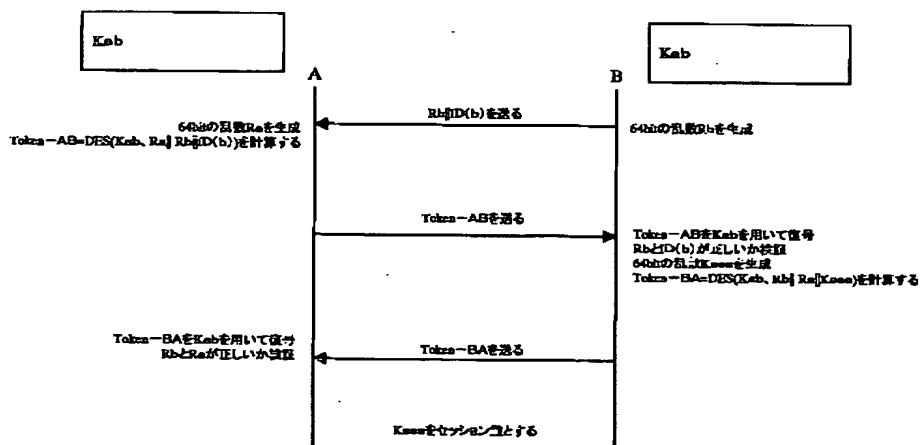 Kab
Kab
A
B
Rb||ID(b)を送る
64bitの乱数Raを生成
Token-AB=DES(Kab、Ra||Rb||ID(b))を計算する
64bitの乱数Rbを生成
Token-ABを送る
Token-ABをKabを用いて復号
RbとID(b)が正しいか検証
64bitの乱数Ksesを生成
Token-BA=DES(Kab、Rb||Ra||Kses)を計算する
Token-BAをKabを用いて復号
RbとRaが正しいか検証
Token-BAを送る
Ksesをセッション鍵とする